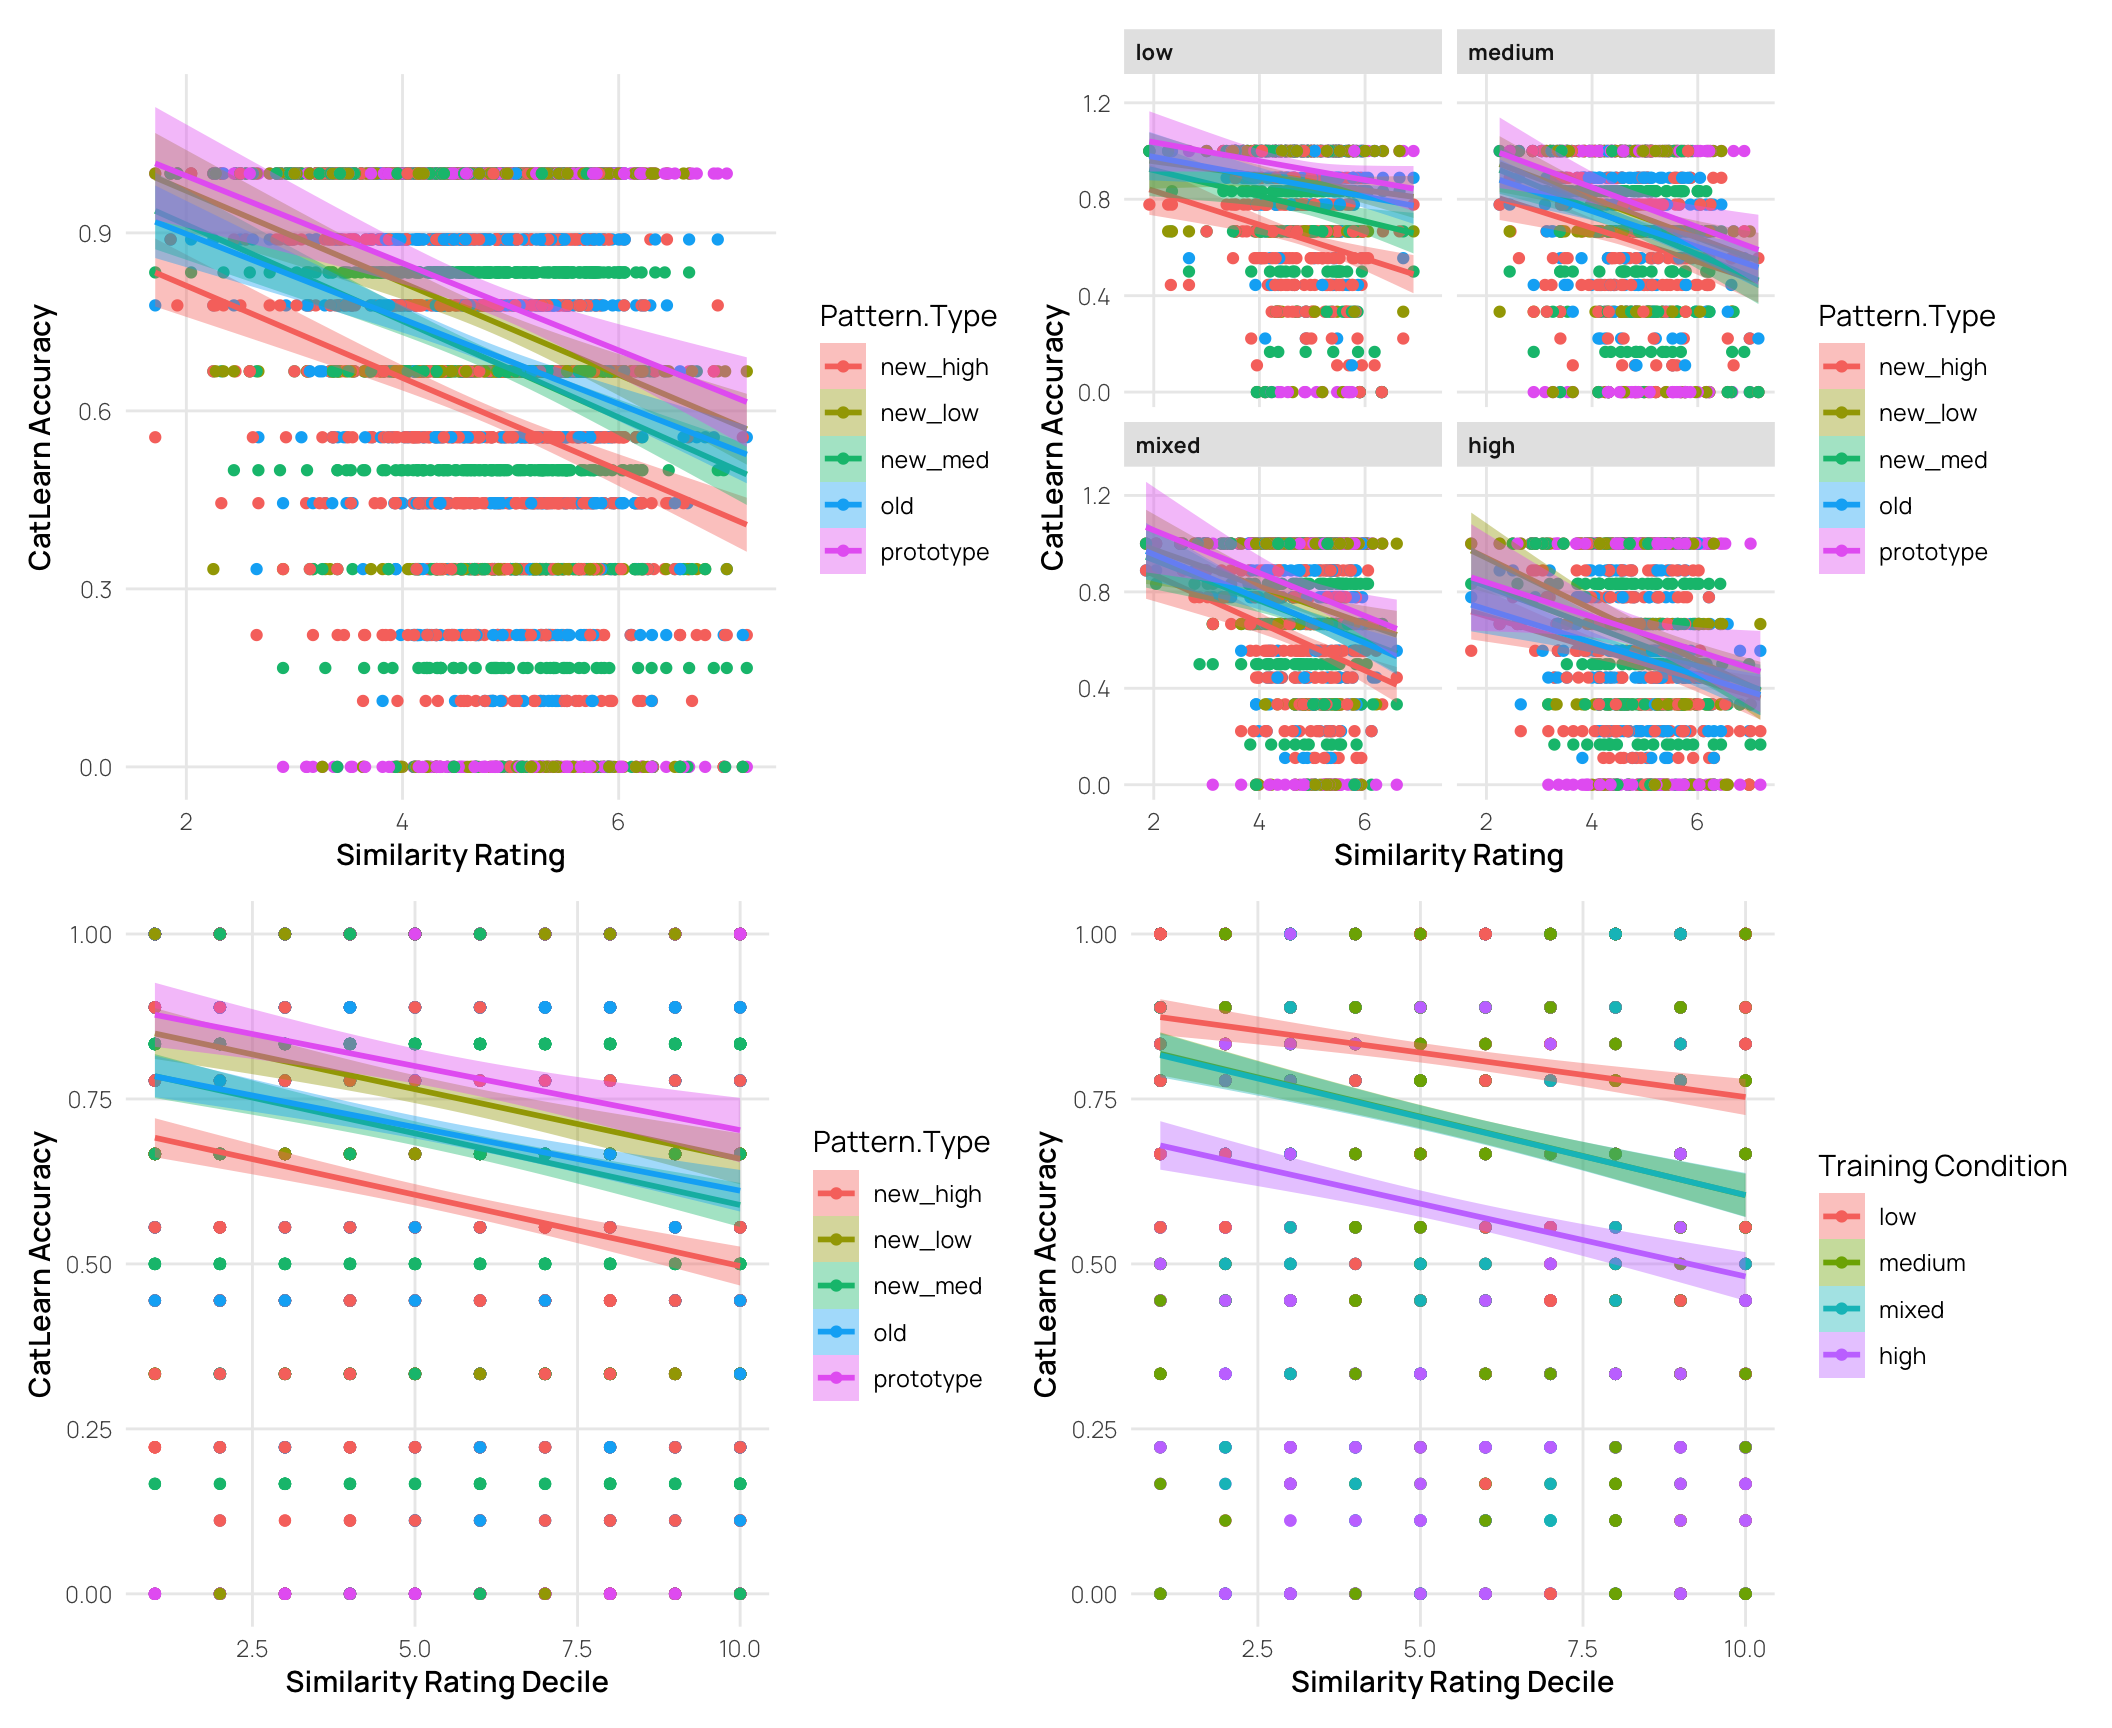 CatLearn Accuracy
0.9
0.6
0.3
0.0
2 4 6
Similarity Rating
Pattern.Type
new_high
new_low
new_med
old
prototype
low medium
CatLearn Accuracy
1.2
0.8
0.4
0.0
mixed high
1.2
0.8
0.4
0.0
2 4 6 2 4 6
Similarity Rating
Pattern.Type
new_high
new_low
new_med
old
prototype
CatLearn Accuracy
1.00
0.75
0.50
0.25
0.00
2.5 5.0 7.5 10.0
Similarity Rating Decile
Pattern.Type
new_high
new_low
new_med
old
prototype
CatLearn Accuracy
1.00
0.75
0.50
0.25
0.00
2.5 5.0 7.5 10.0
Similarity Rating Decile
Training Condition
low
medium
mixed
high